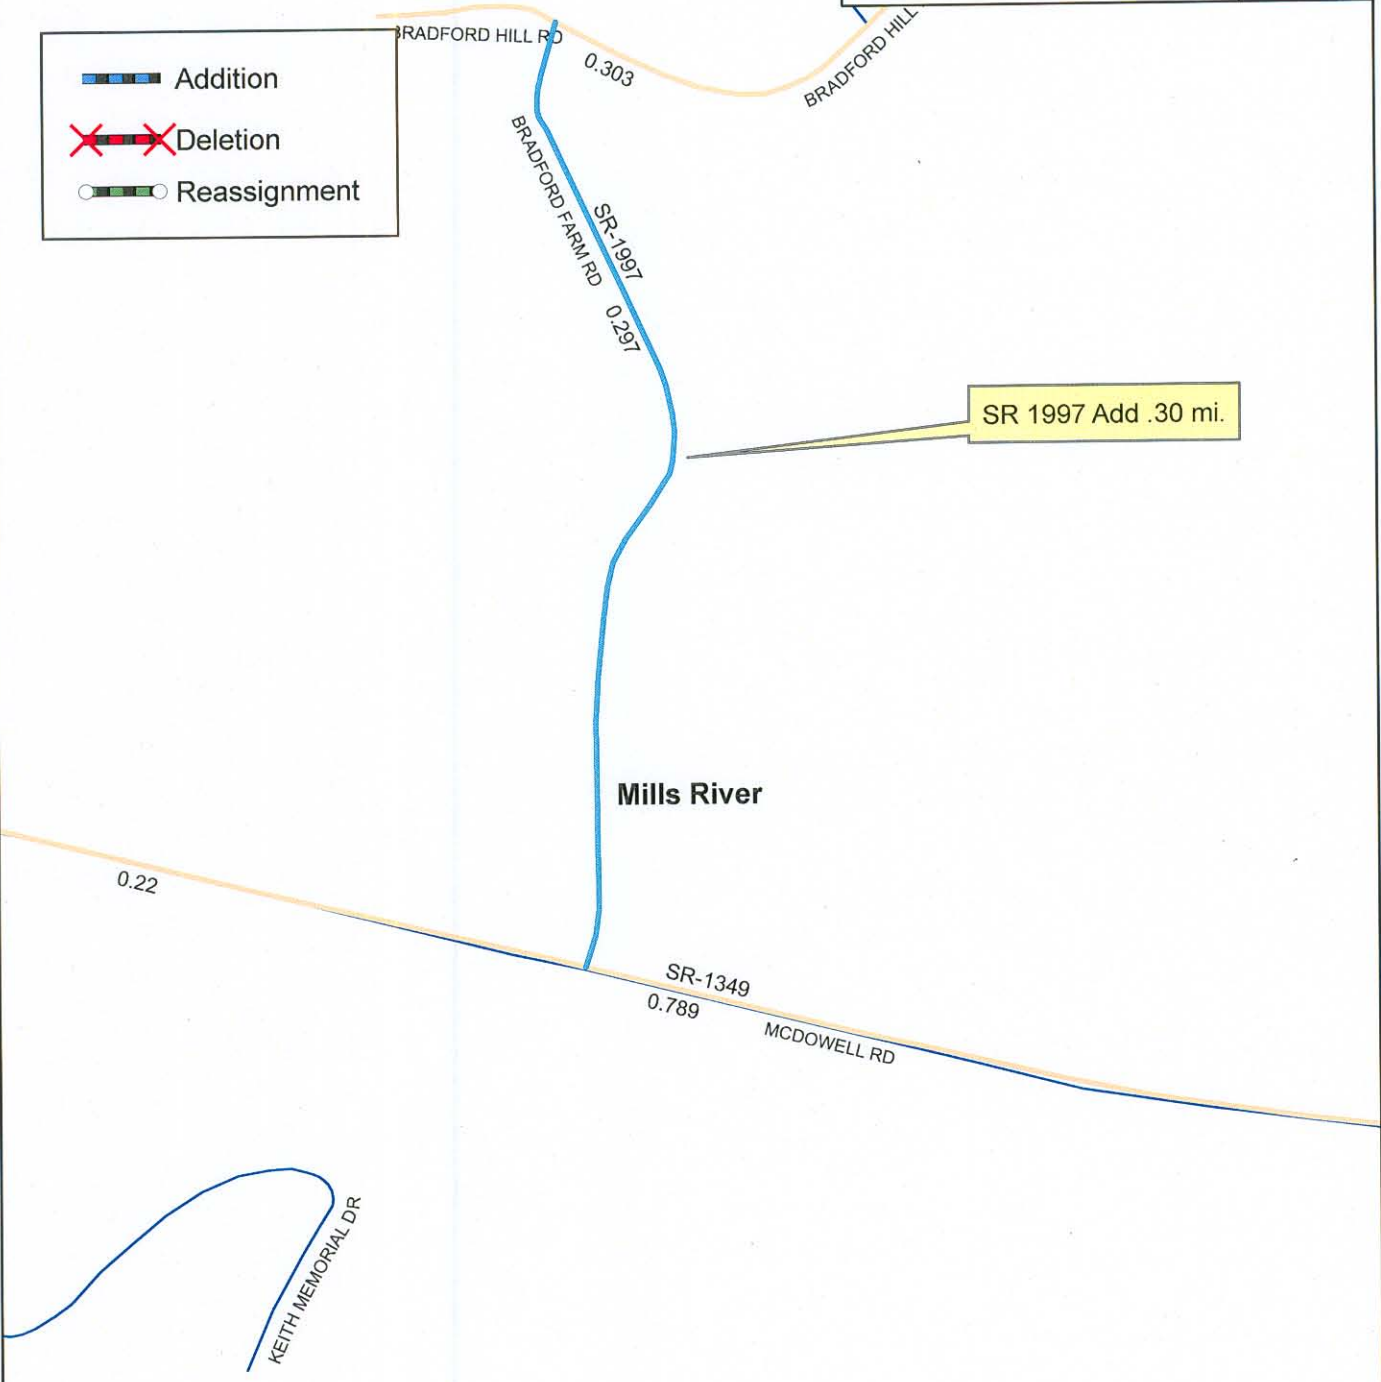 BRADFORD HILL RD
0.303
BRADFORD HILL
Addition
Deletion
Reassignment
BRADFORD FARM RD
SR-1997
0.297
SR 1997 Add .30 mi.
Mills River
0.22
SR-1349
0.789
MCDOWELL RD
KEITH MEMORIAL DR